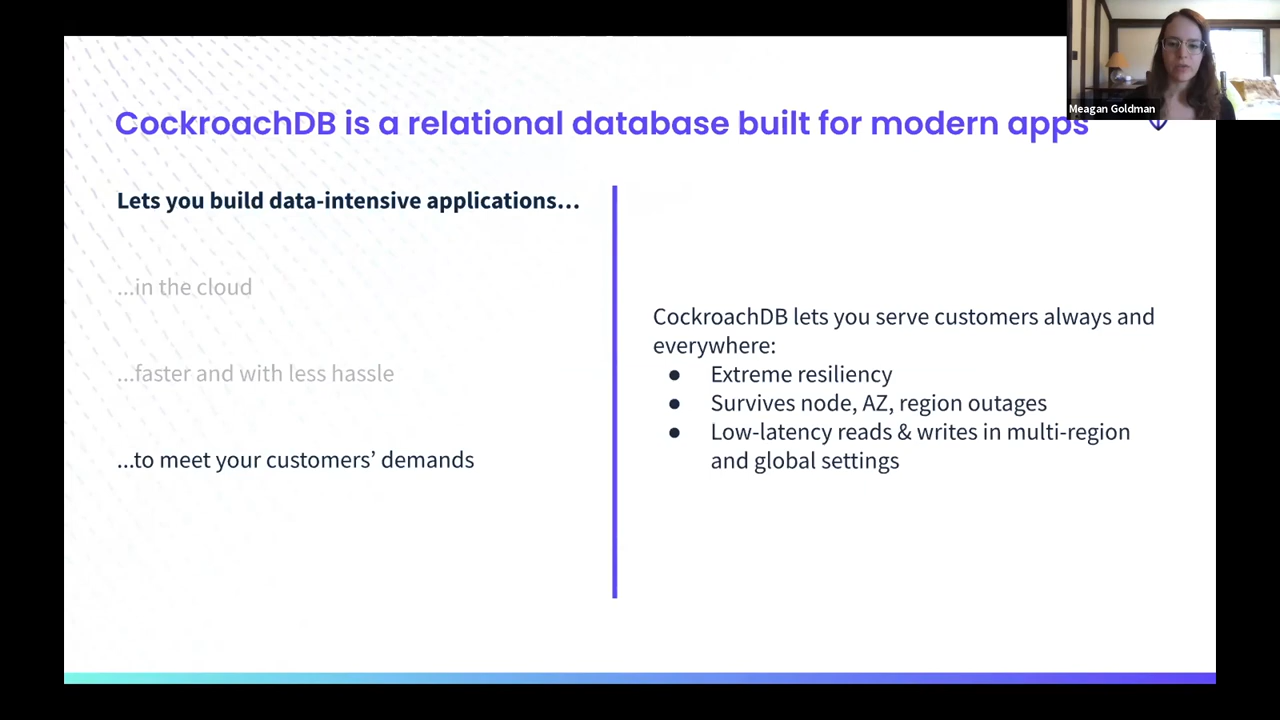 CockroachDB is a relational database built for modern apps
Meagan Goldman
Lets you build data-intensive applications...
...in the cloud
...faster and with less hassle
...to meet your customers’ demands
CockroachDB lets you serve customers always and
everywhere:
● Extreme resiliency
● Survives node, AZ, region outages
● Low-latency reads & writes in multi-region
and global settings